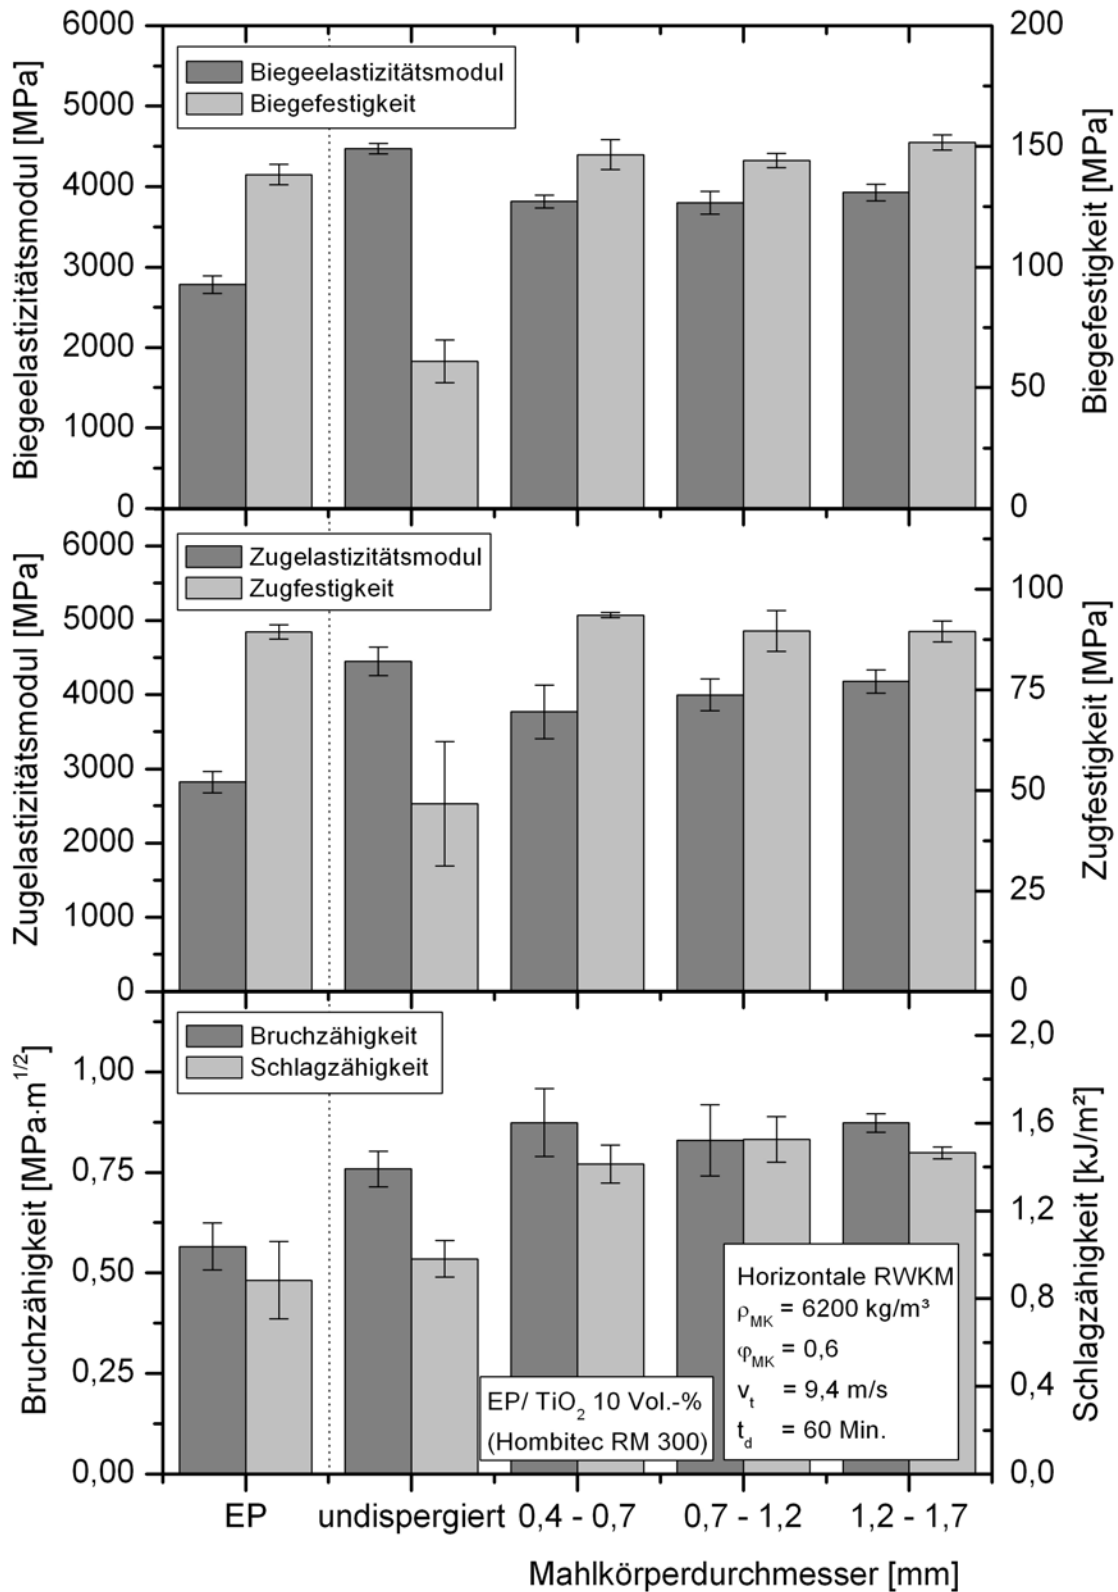 Biegeelastizitätsmodul [MPa]
6000
5000
4000
3000
2000
1000
0
Biegeelastizitätsmodul
Biegefestigkeit
200
150
100
50
0
Biegefestigkeit [MPa]
Zugelastizitätsmodul [MPa]
6000
5000
4000
3000
2000
1000
0
Zugelastizitätsmodul
Zugfestigkeit
100
75
50
25
0
Zugfestigkeit [MPa]
Bruchzähigkeit [MPa·m^1/2]
1,00
0,75
0,50
0,25
0,00
Bruchzähigkeit
Schlagzähigkeit
2,0
1,6
1,2
0,8
0,4
0,0
Schlagzähigkeit [kJ/m²]
EP/ TiO₂ 10 Vol.-%
(Hombitec RM 300)
Horizontale RWKM
ρMK = 6200 kg/m³
φMK = 0,6
vt = 9,4 m/s
td = 60 Min.
EP undispergiert 0,4 - 0,7 0,7 - 1,2 1,2 - 1,7
Mahlkörperdurchmesser [mm]